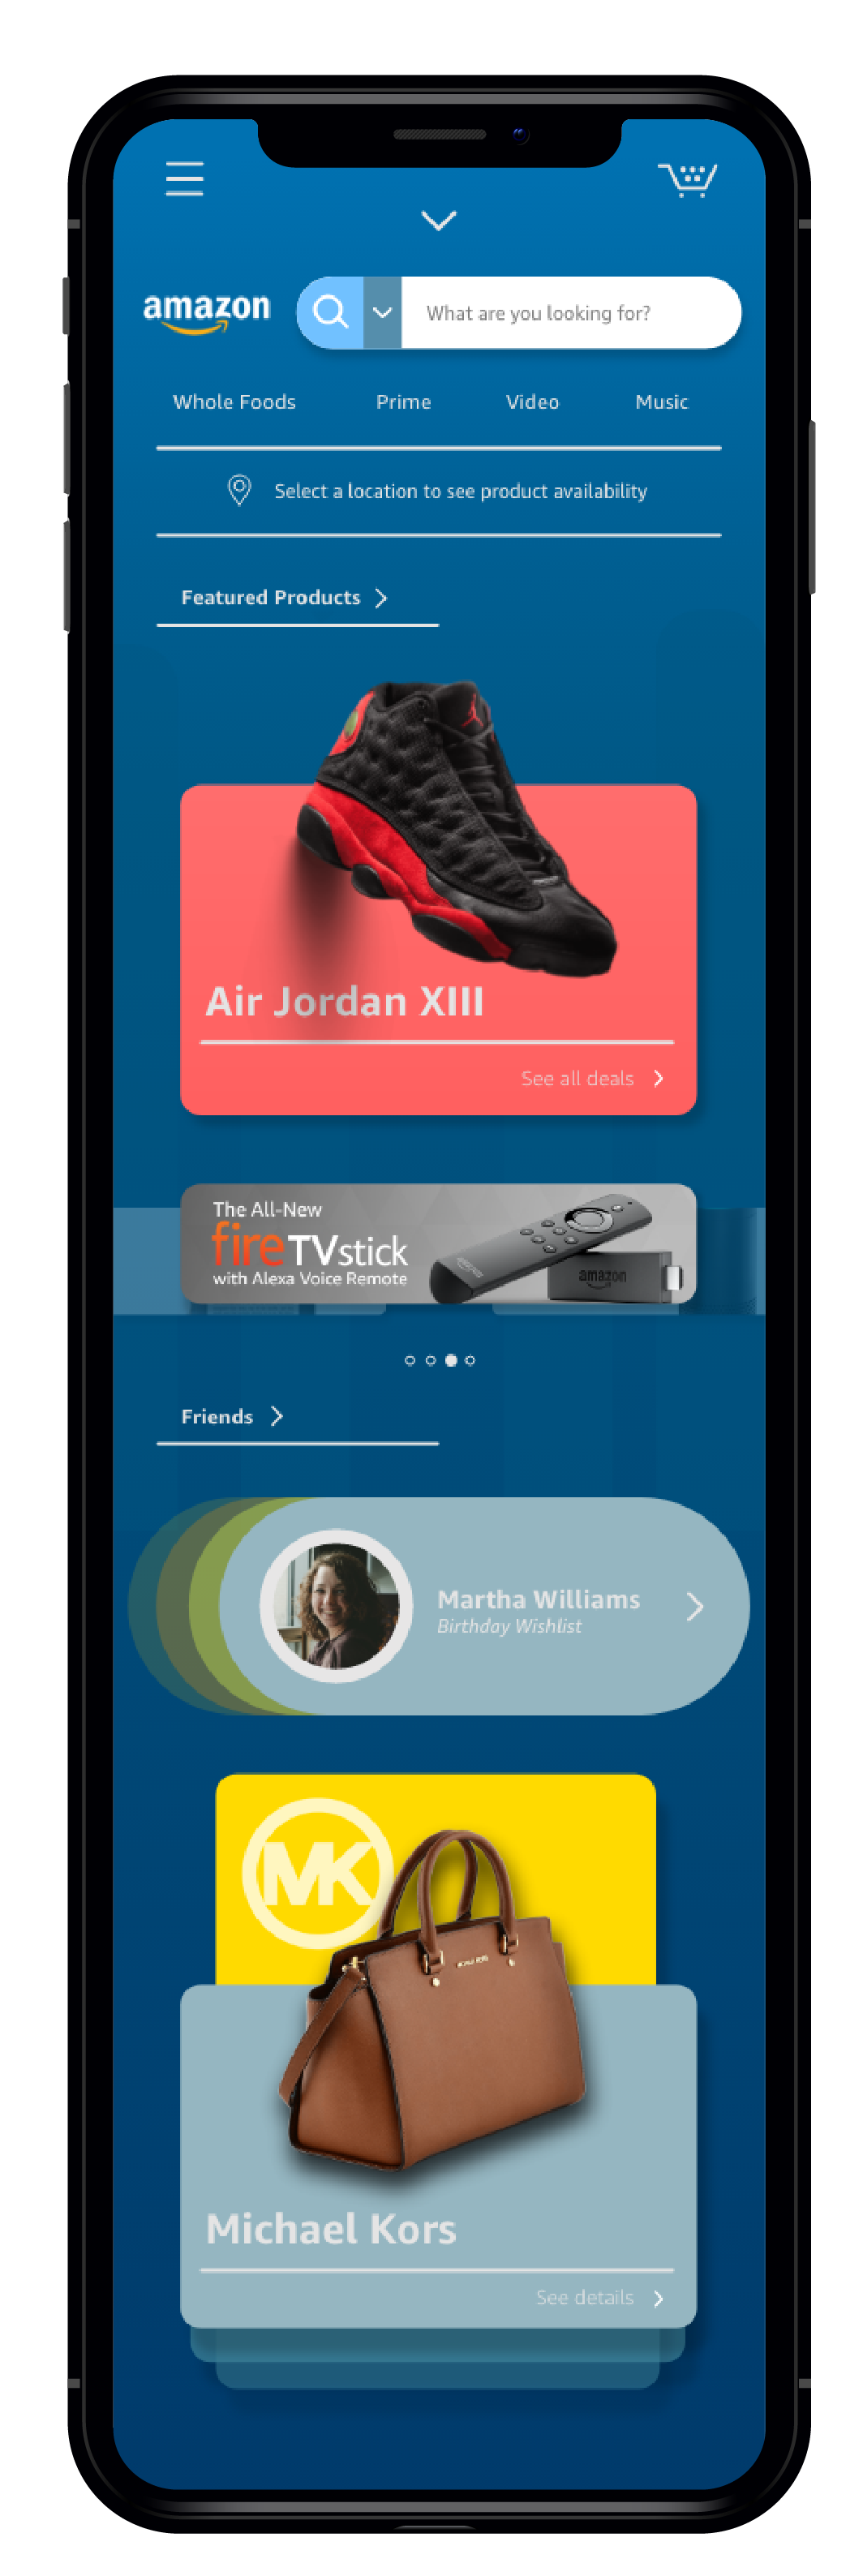 amazon
What are you looking for?
Whole Foods Prime Video Music
Select a location to see product availability
Featured Products
Air Jordan XIII
See all deals
The All-New
fireTVstick
with Alexa Voice Remote
amazon
Friends
Martha Williams
Birthday Wishlist
MK
MICHAEL KORS
Michael Kors
See details